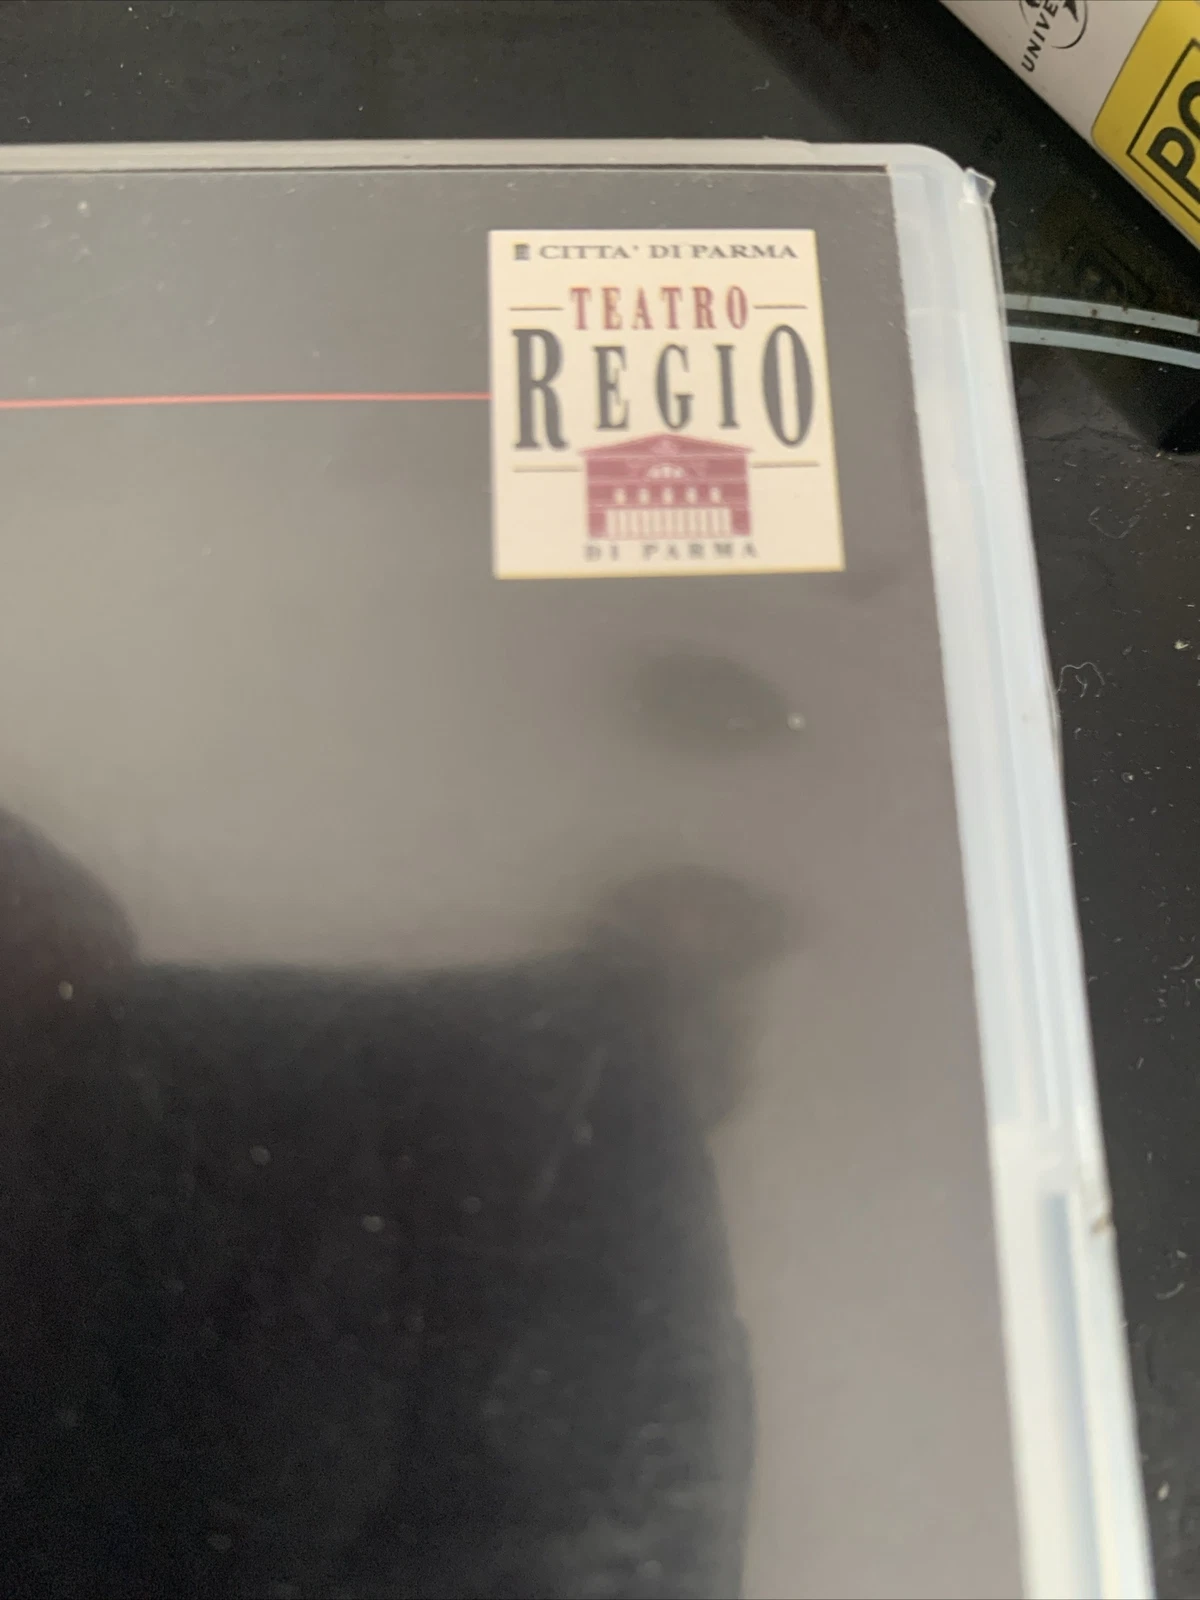 CITTA' DI PARMA
TEATRO
REGIO
DI PARMA